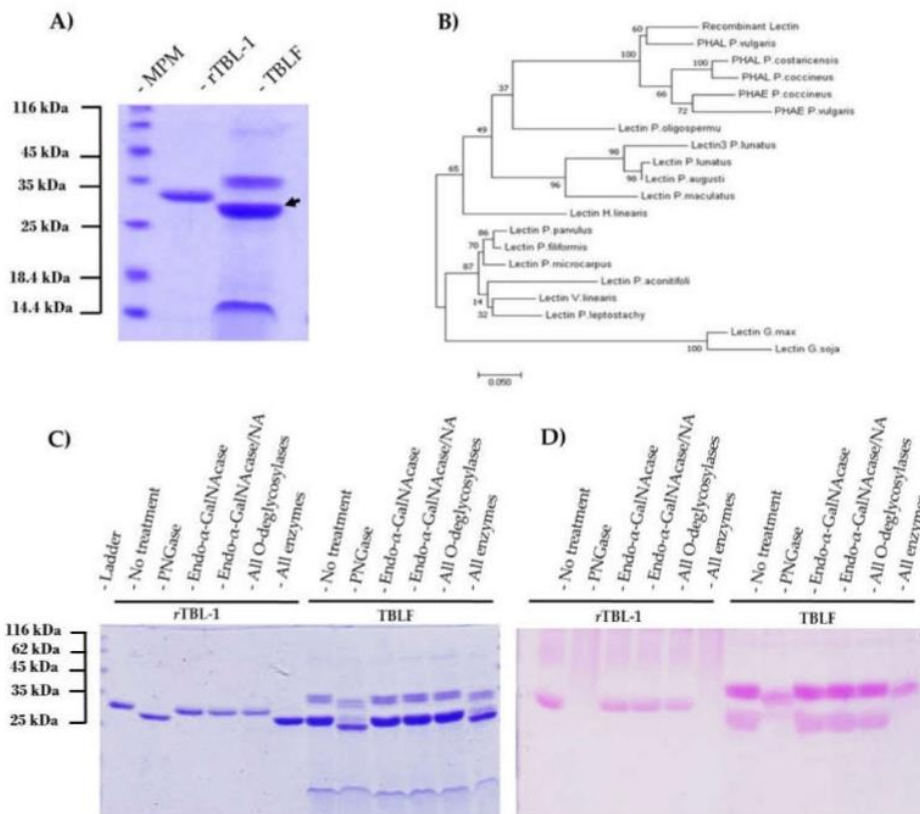 A)
- MPM
- rTBL-1
- TBLF
116 kDa
45 kDa
35 kDa
25 kDa
18.4 kDa
14.4 kDa
B)
Recombinant Lectin
PHAL P.vulgaris
PHAL P.costaricensis
PHAL P.coccineus
PHAE P.coccineus
PHAE P.vulgaris
Lectin P.oligospermu
Lectin3 P.lunatus
Lectin P.lunatus
Lectin P.augusti
Lectin P.maculatus
Lectin H.linearis
Lectin P.parvulus
Lectin P.filiformis
Lectin P.microcarpus
Lectin P.aconitifoli
Lectin V.linearis
Lectin P.leptostachy
Lectin G.max
Lectin G.soja
60
100
100
66
72
37
49
65
90
98
96
86
70
87
14
32
100
0.050
C)
- Ladder
- No treatment
- PNGase
- Endo-α-GalNAcase
- Endo-α-GalNAcase/NA
- All O-deglycosylases
- All enzymes
- No treatment
- PNGase
- Endo-α-GalNAcase
- Endo-α-GalNAcase/NA
- All O-deglycosylases
- All enzymes
rTBL-1
TBLF
116 kDa
62 kDa
45 kDa
35 kDa
25 kDa
D)
- No treatment
- PNGase
- Endo-α-GalNAcase
- Endo-α-GalNAcase/NA
- All O-deglycosylases
- All enzymes
- No treatment
- PNGase
- Endo-α-GalNAcase
- Endo-α-GalNAcase/NA
- All O-deglycosylases
- All enzymes
rTBL-1
TBLF